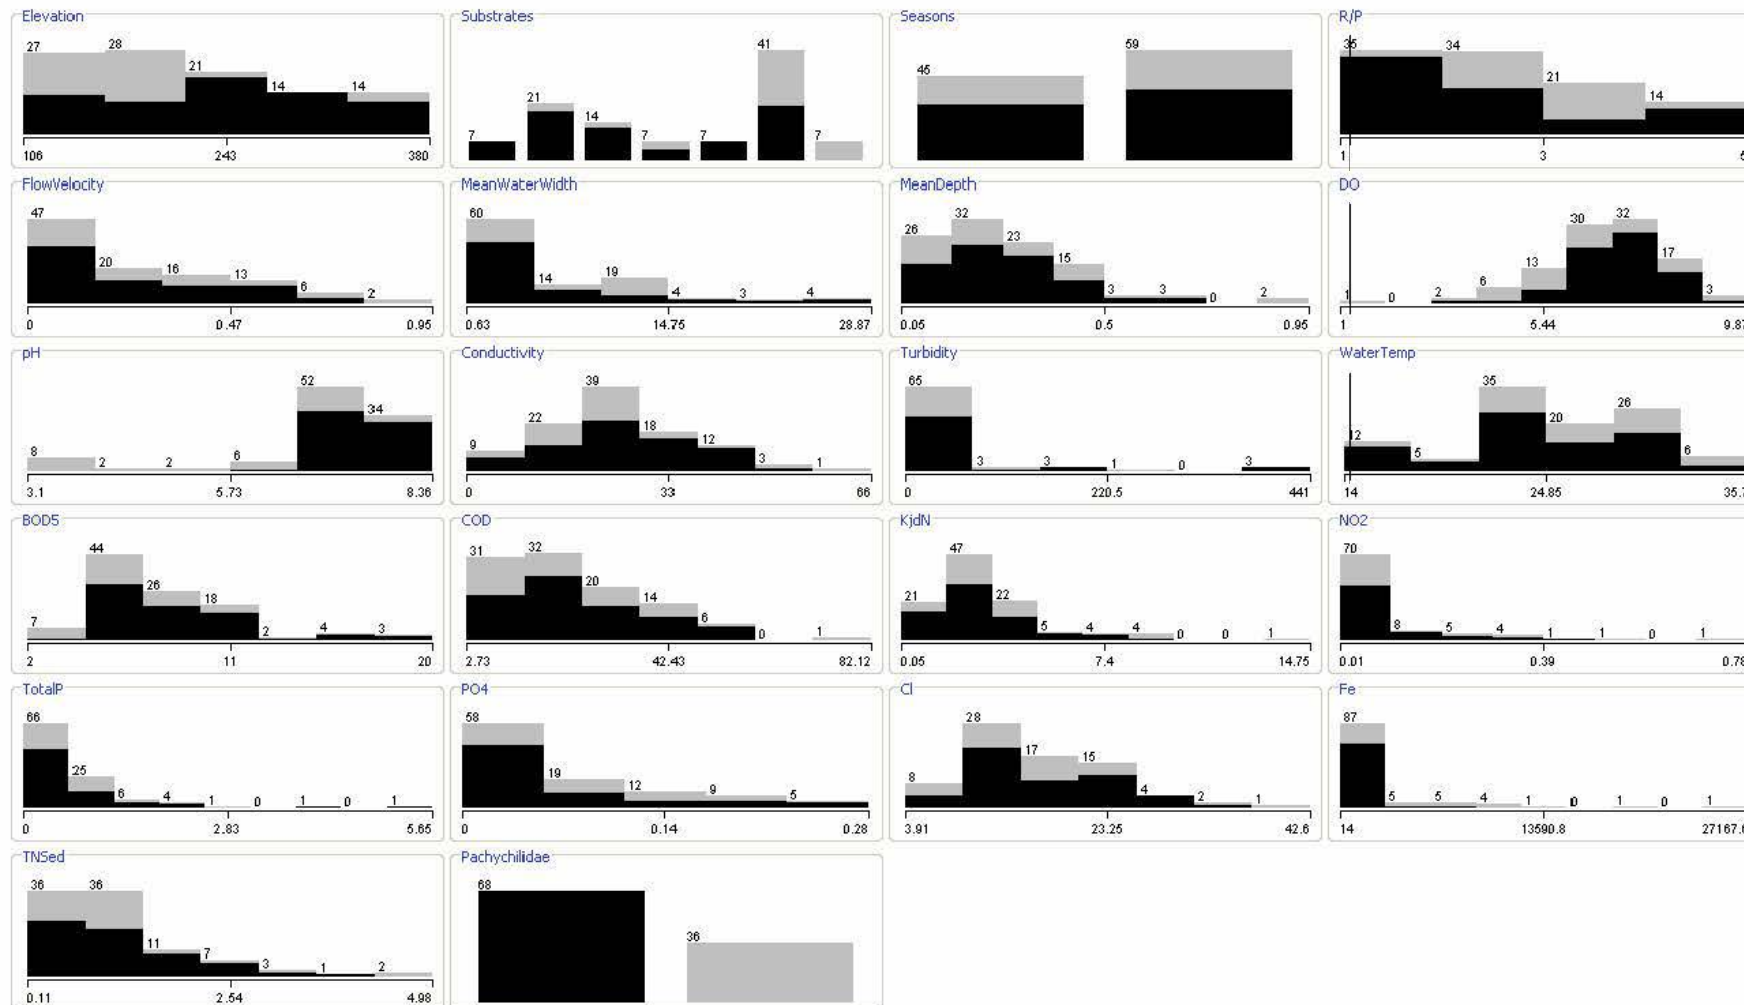 Elevation
27 28 21 14 14
106 243 380
Substrates
7 21 14 7 7 41 7
Seasons
45 59
R/P
35 34 21 14
1 3 5
FlowVelocity
47 20 16 13 6 2
0 0.47 0.95
MeanWaterWidth
60 14 19 4 3 4
0.63 14.75 28.87
MeanDepth
26 32 23 15 3 3 0 2
0.05 0.5 0.95
DO
1 0 2 6 13 30 32 17 3
1 5.44 9.87
pH
8 2 2 6 52 34
3.1 5.73 8.36
Conductivity
9 22 39 18 12 3 1
0 33 66
Turbidity
65 3 3 1 0 3
0 220.5 441
WaterTemp
12 5 35 20 26 6
14 24.85 35.7
BOD5
7 44 26 18 2 4 3
2 11 20
COD
31 32 20 14 6 0 1
2.73 42.43 82.12
KjdN
21 47 22 5 4 4 0 0 1
0.05 7.4 14.75
NO2
70 8 5 4 1 1 0 1
0.01 0.39 0.78
TotalP
66 25 6 4 1 0 1 0 1
0 2.83 5.65
PO4
58 19 12 9 5
0 0.14 0.28
Cl
8 28 17 15 4 2 1
3.91 23.25 42.6
Fe
87 5 5 4 1 0 1 0 1
14 13590.8 27167.6
TNSed
36 36 11 7 3 1 2
0.11 2.54 4.98
Pachychilidae
68 36